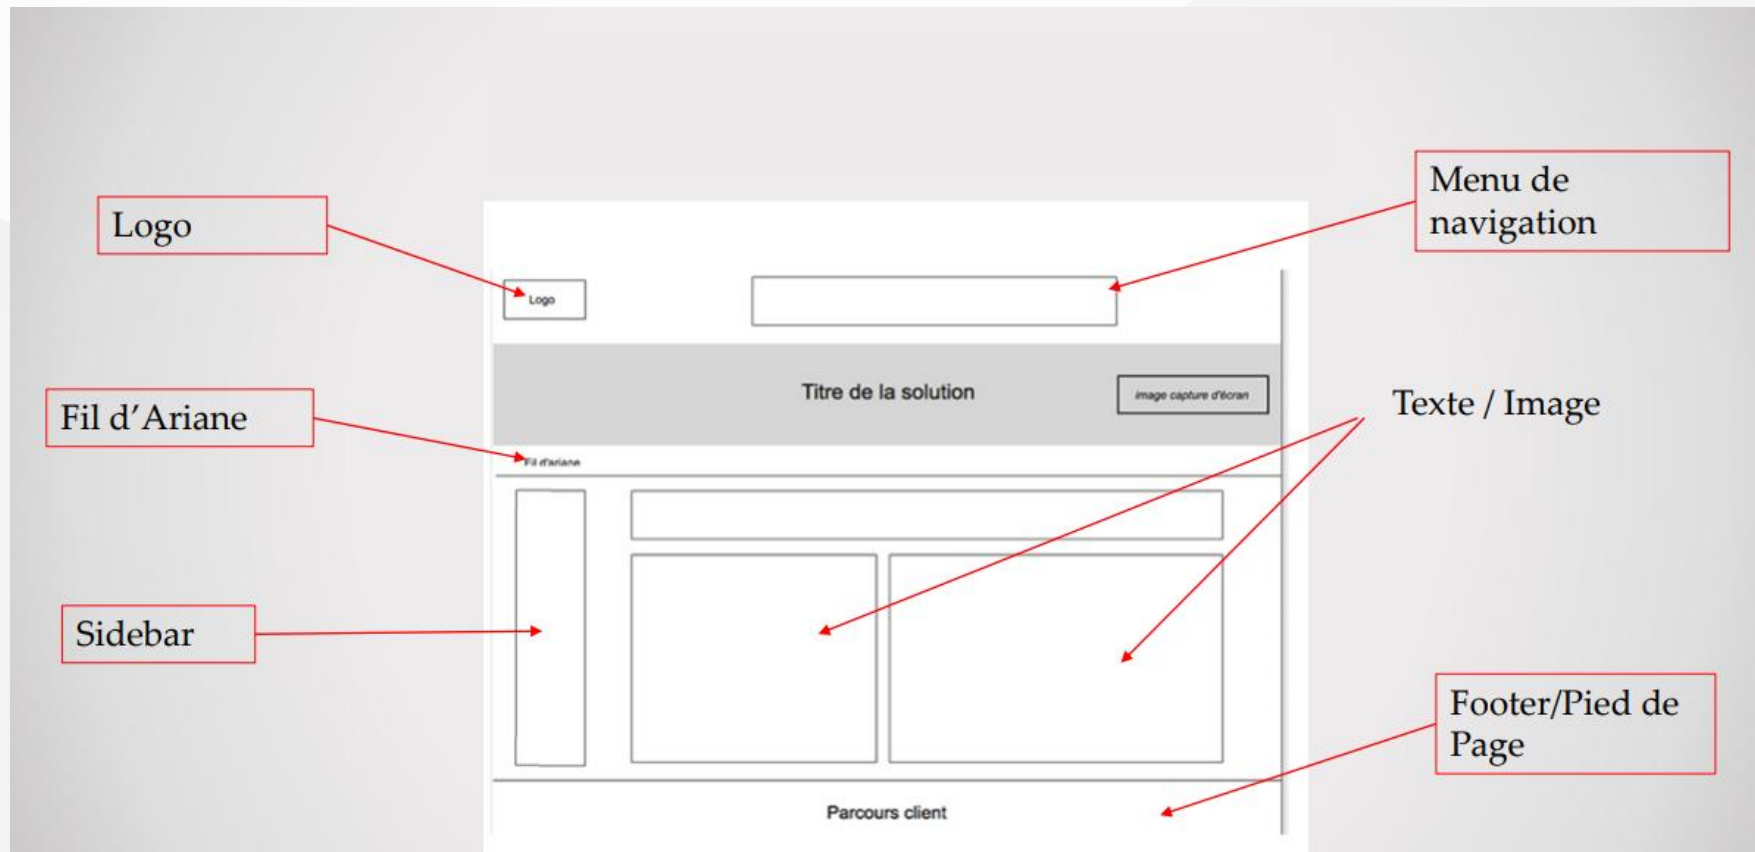 Menu de
navigation
Logo
Logo
Titre de la solution
image capture d'écran
Fil d’Ariane
Texte / Image
Fil d'ariane
Sidebar
Footer/Pied de
Page
Parcours client